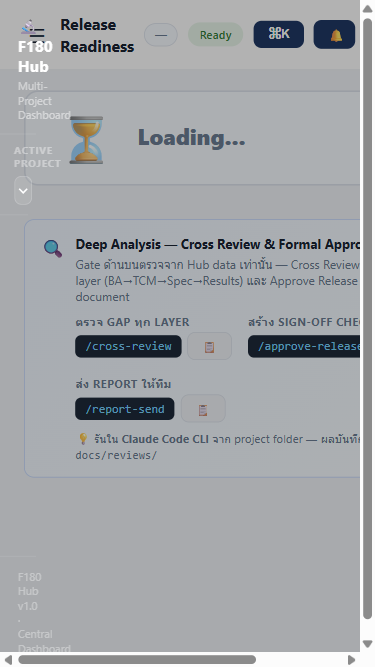 Release
Readiness
—
Ready
⌘K
F180
Hub
Multi-
Project
Dashboard
ACTIVE
PROJECT
Loading...
Deep Analysis — Cross Review & Formal Appro
Gate ด้านบนตรวจจาก Hub data เท่านั้น — Cross Review
layer (BA→TCM→Spec→Results) และ Approve Release
document
ตรวจ GAP ทุก LAYER
/cross-review
สร้าง SIGN-OFF CHE
/approve-release
ส่ง REPORT ให้ทีม
/report-send
รันใน Claude Code CLI จาก project folder — ผลบันทึ
docs/reviews/
F180
Hub
v1.0
·
Central
Dashboard